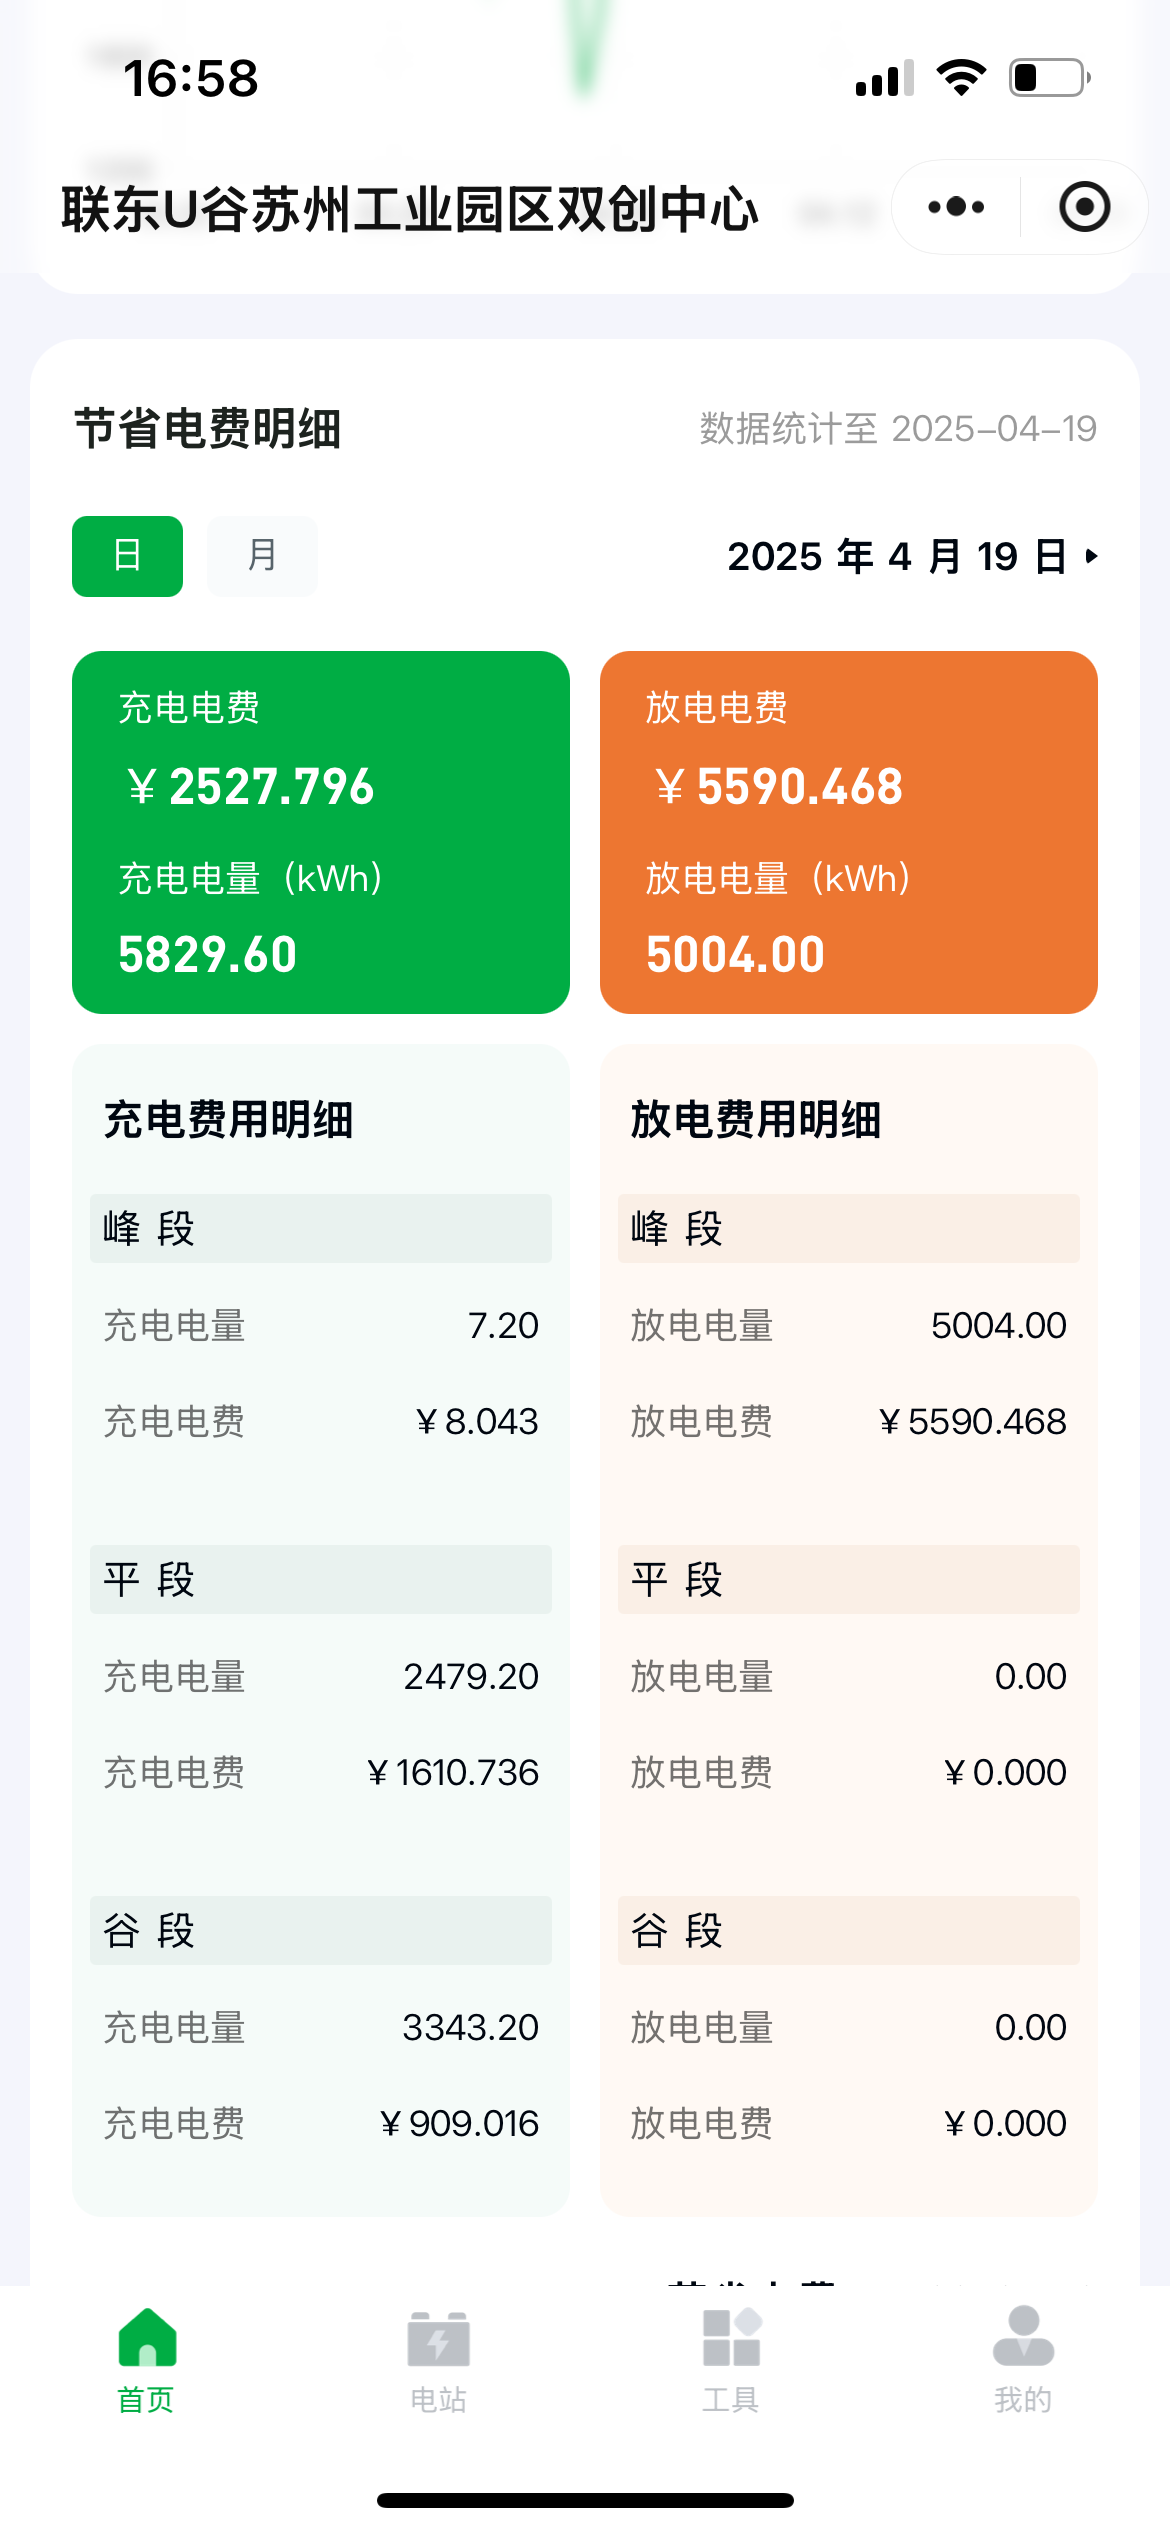 16:58
联东U谷苏州工业园区双创中心
节省电费明细
数据统计至 2025-04-19
日
月
2025 年 4 月 19 日
充电电费
¥2527.796
充电电量（kWh）
5829.60
放电电费
¥5590.468
放电电量（kWh）
5004.00
充电费用明细
峰 段
充电电量 7.20
充电电费 ¥8.043
平 段
充电电量 2479.20
充电电费 ¥1610.736
谷 段
充电电量 3343.20
充电电费 ¥909.016
放电费用明细
峰 段
放电电量 5004.00
放电电费 ¥5590.468
平 段
放电电量 0.00
放电电费 ¥0.000
谷 段
放电电量 0.00
放电电费 ¥0.000
首页
电站
工具
我的